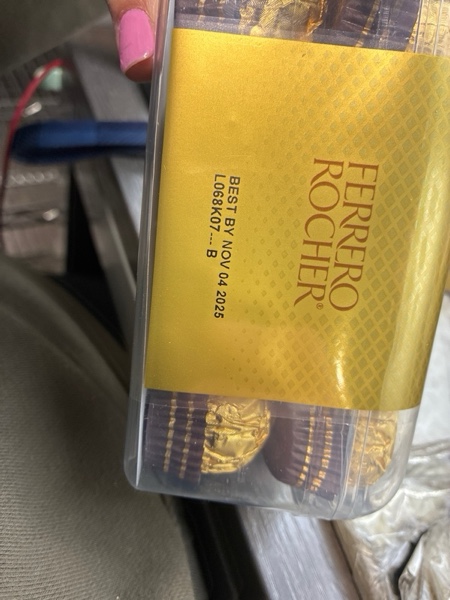 FERRERO
ROCHER®
BEST BY NOV 04 2025
L068K07--- B